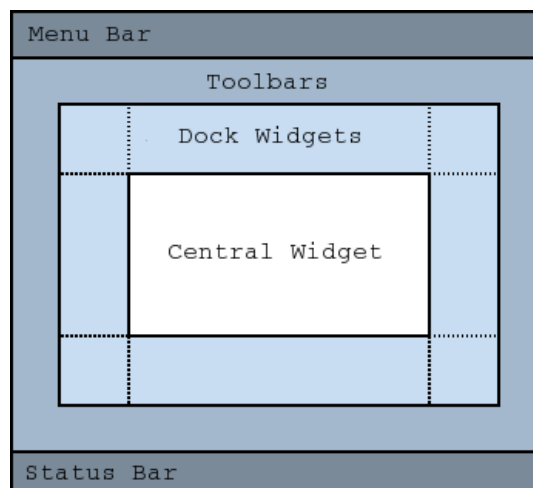 Menu Bar
Toolbars
Dock Widgets
Central Widget
Status Bar